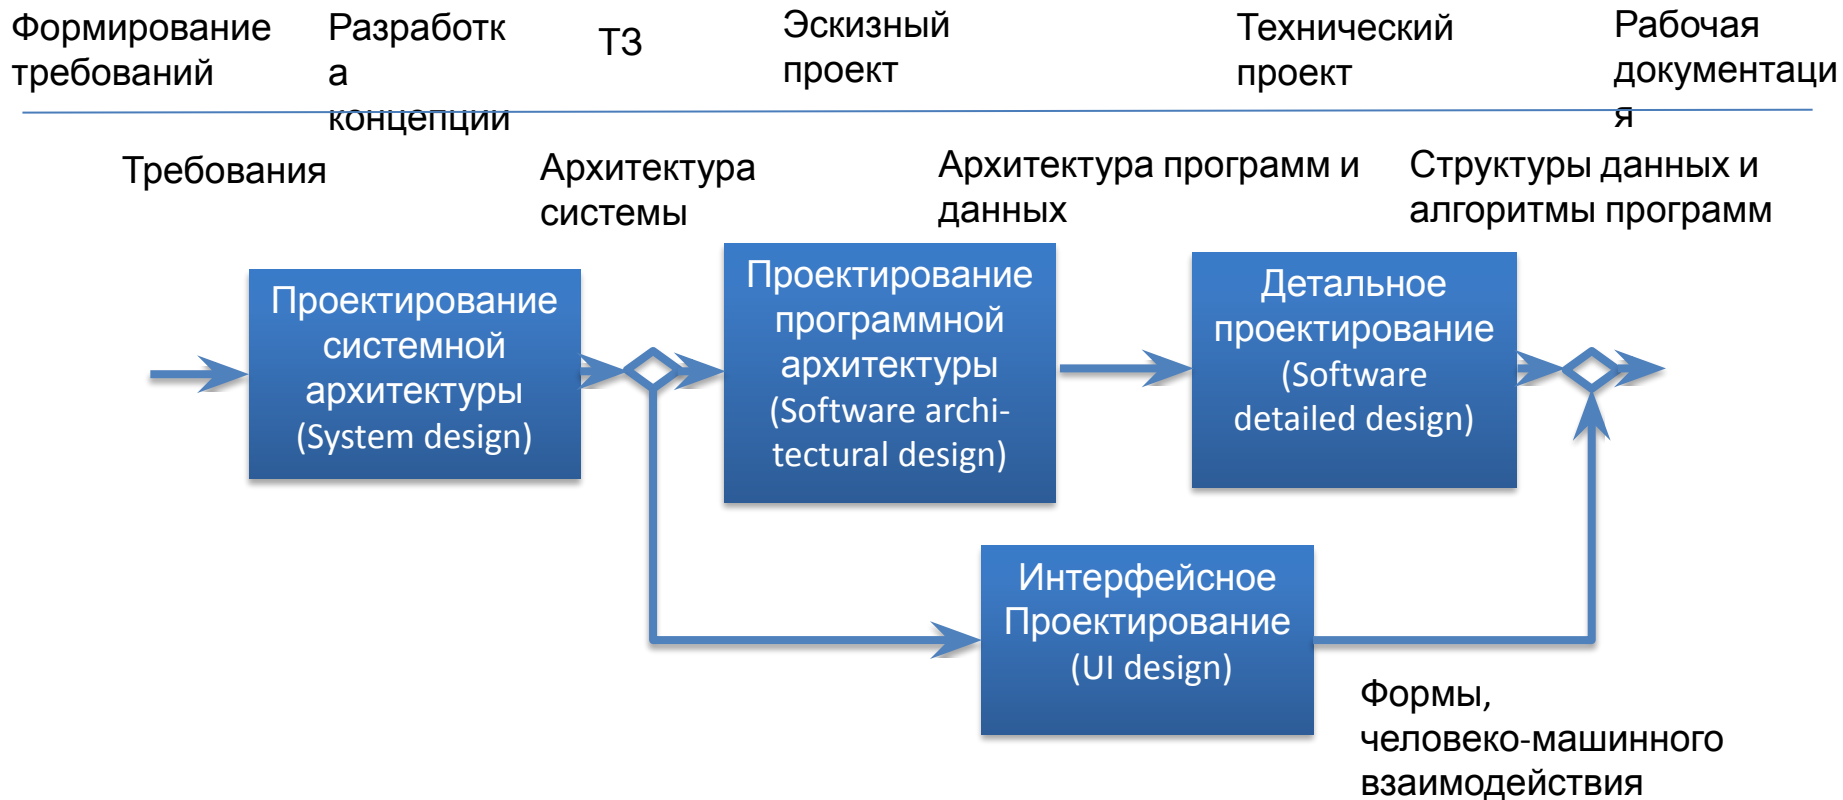 Формирование
требований
Разработк
а
концепции
ТЗ
Эскизный
проект
Технический
проект
Рабочая
документаци
я
Требования
Архитектура
системы
Архитектура программ и
данных
Структуры данных и
алгоритмы программ
Проектирование
системной
архитектуры
(System design)
Проектирование
программной
архитектуры
(Software archi-
tectural design)
Детальное
проектирование
(Software
detailed design)
Интерфейсное
Проектирование
(UI design)
Формы,
человеко-машинного
взаимодействия